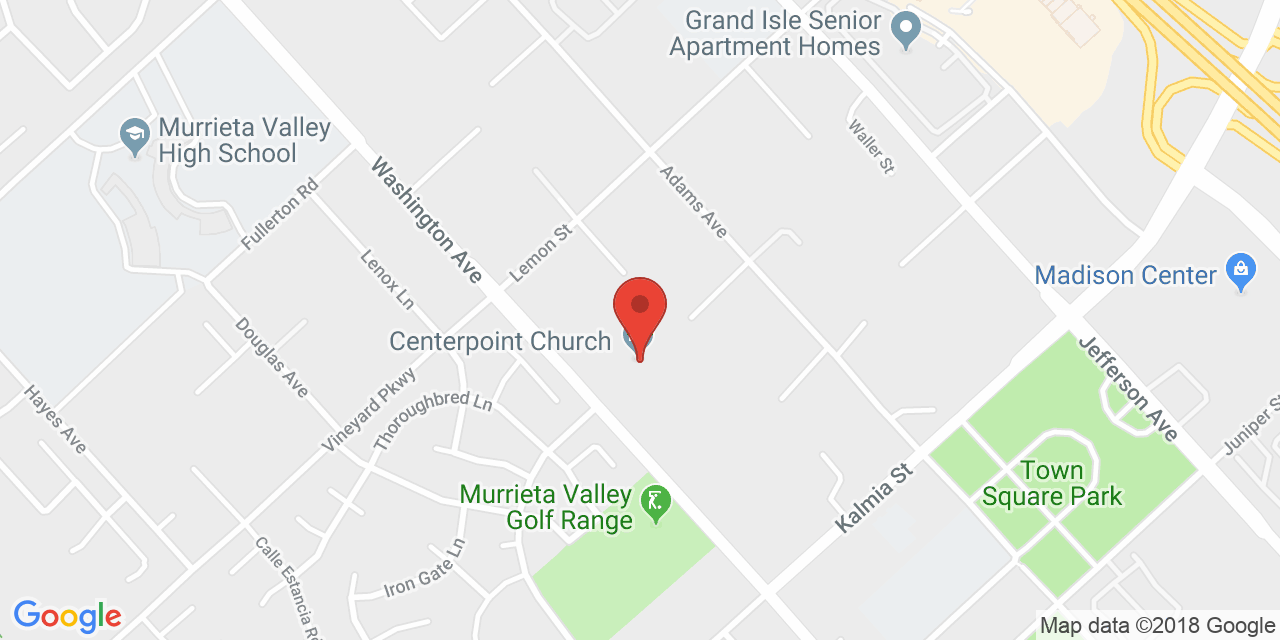 Grand Isle Senior
Apartment Homes
Murrieta Valley
High School
Washington Ave
Adams Ave
Waller St
Fullerton Rd
Lemon St
Lenox Ln
Madison Center
Centerpoint Church
Douglas Ave
Jefferson Ave
Hayes Ave
Vineyard Pkwy
Thoroughbred Ln
Juniper S
Town
Square Park
Murrieta Valley
Golf Range
Kalmia St
Calle Estancia Rd
Iron Gate Ln
Google
Map data ©2018 Google